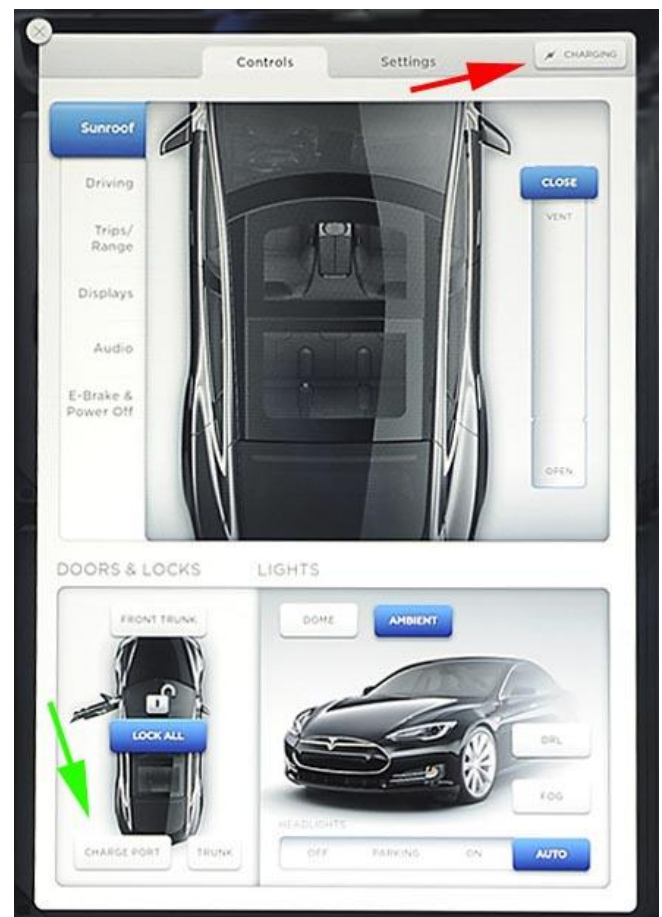 Controls
Settings
CHARGING
Sunroof
Driving
Trips/
Range
Displays
Audio
E-Brake &
Power Off
CLOSE
VENT
OPEN
DOORS & LOCKS
FRONT TRUNK
LOCK ALL
CHARGE PORT
TRUNK
LIGHTS
DOME
AMBIENT
DRL
FOG
HEADLIGHTS
OFF
PARKING
ON
AUTO